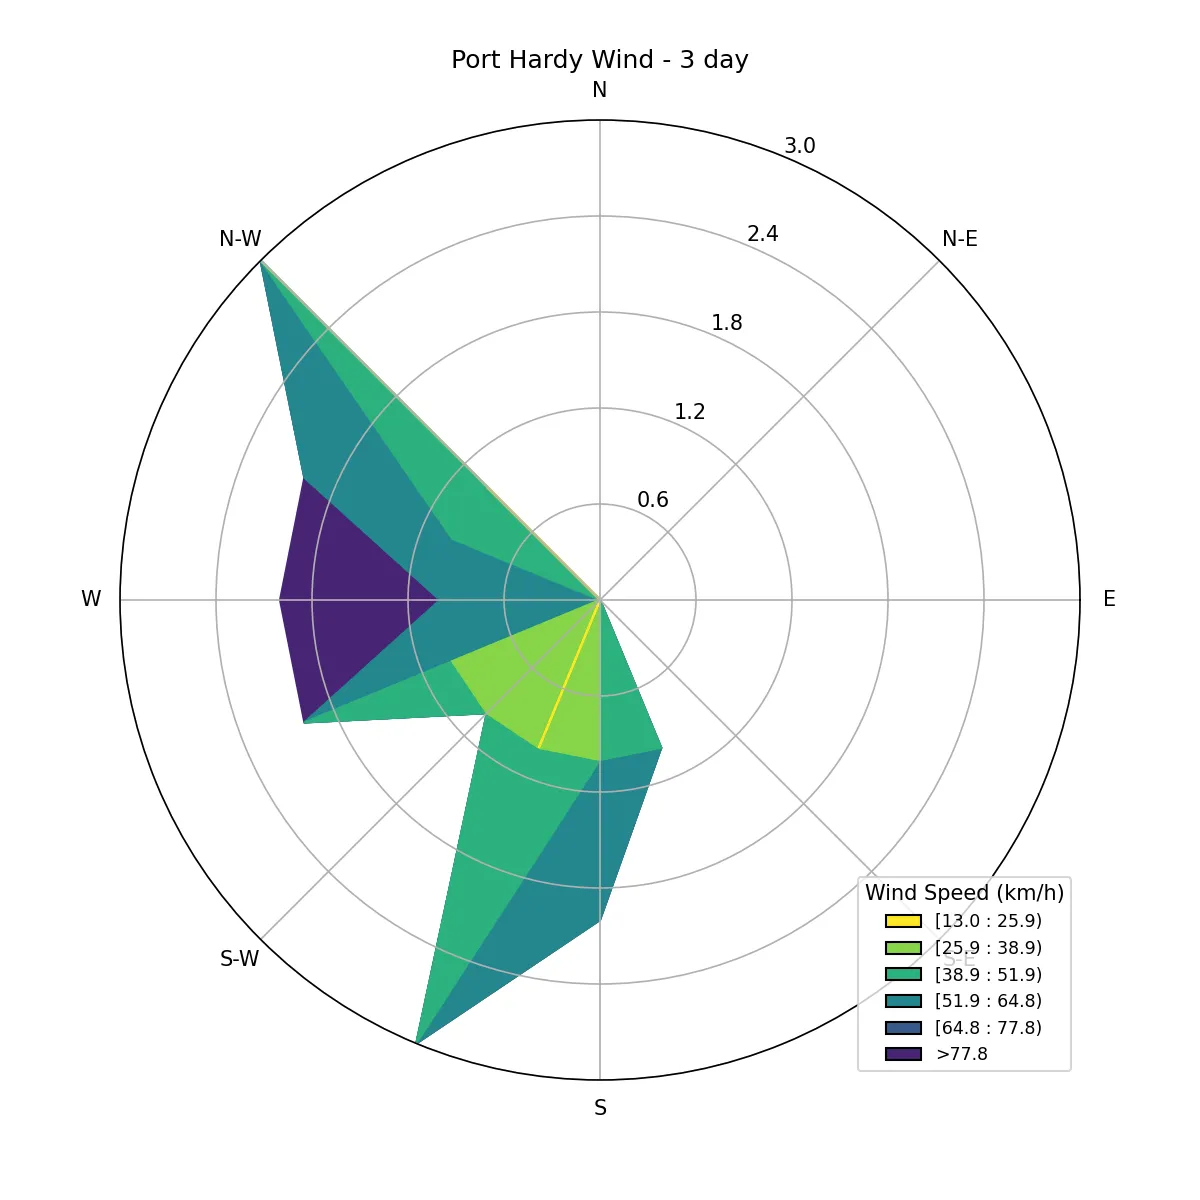 Port Hardy Wind - 3 day
N
3.0
2.4
N-W
N-E
1.8
1.2
0.6
W
E
S-W
S-E
S
Wind Speed (km/h)
[13.0 : 25.9)
[25.9 : 38.9)
[38.9 : 51.9)
[51.9 : 64.8)
[64.8 : 77.8)
>77.8